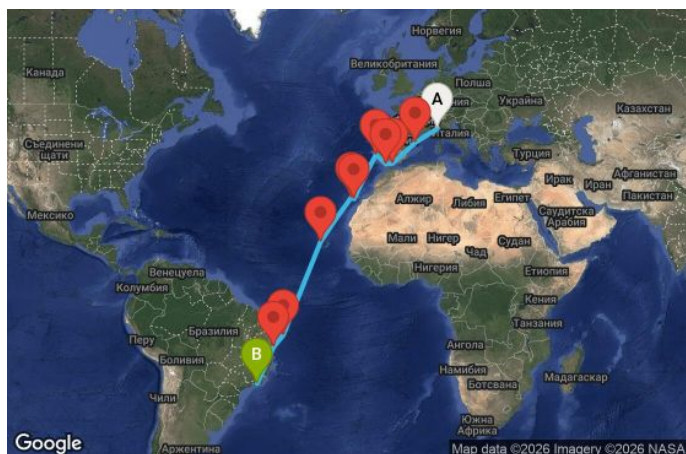 Норвегия
Канада
Великобритания
Полша
A
ния
Украйна
Казахстан
Съединени
щати
Италия
Турция
Афганистан
Ирак
Иран
Пакистан
Алжир
Либия
Египет
Саудитска
Арабия
Мексико
Мали
Нигер
Судан
Чад
Венецуела
Нигерия
Етиопия
Колумбия
Кения
Бразилия
Танзания
Перу
B
Ангола
Боливия
Намибия
Мадагаскар
Ботсвана
Чили
Южна
Африка
Google
Аржентина
Map data ©2026 Imagery ©2026 NASA